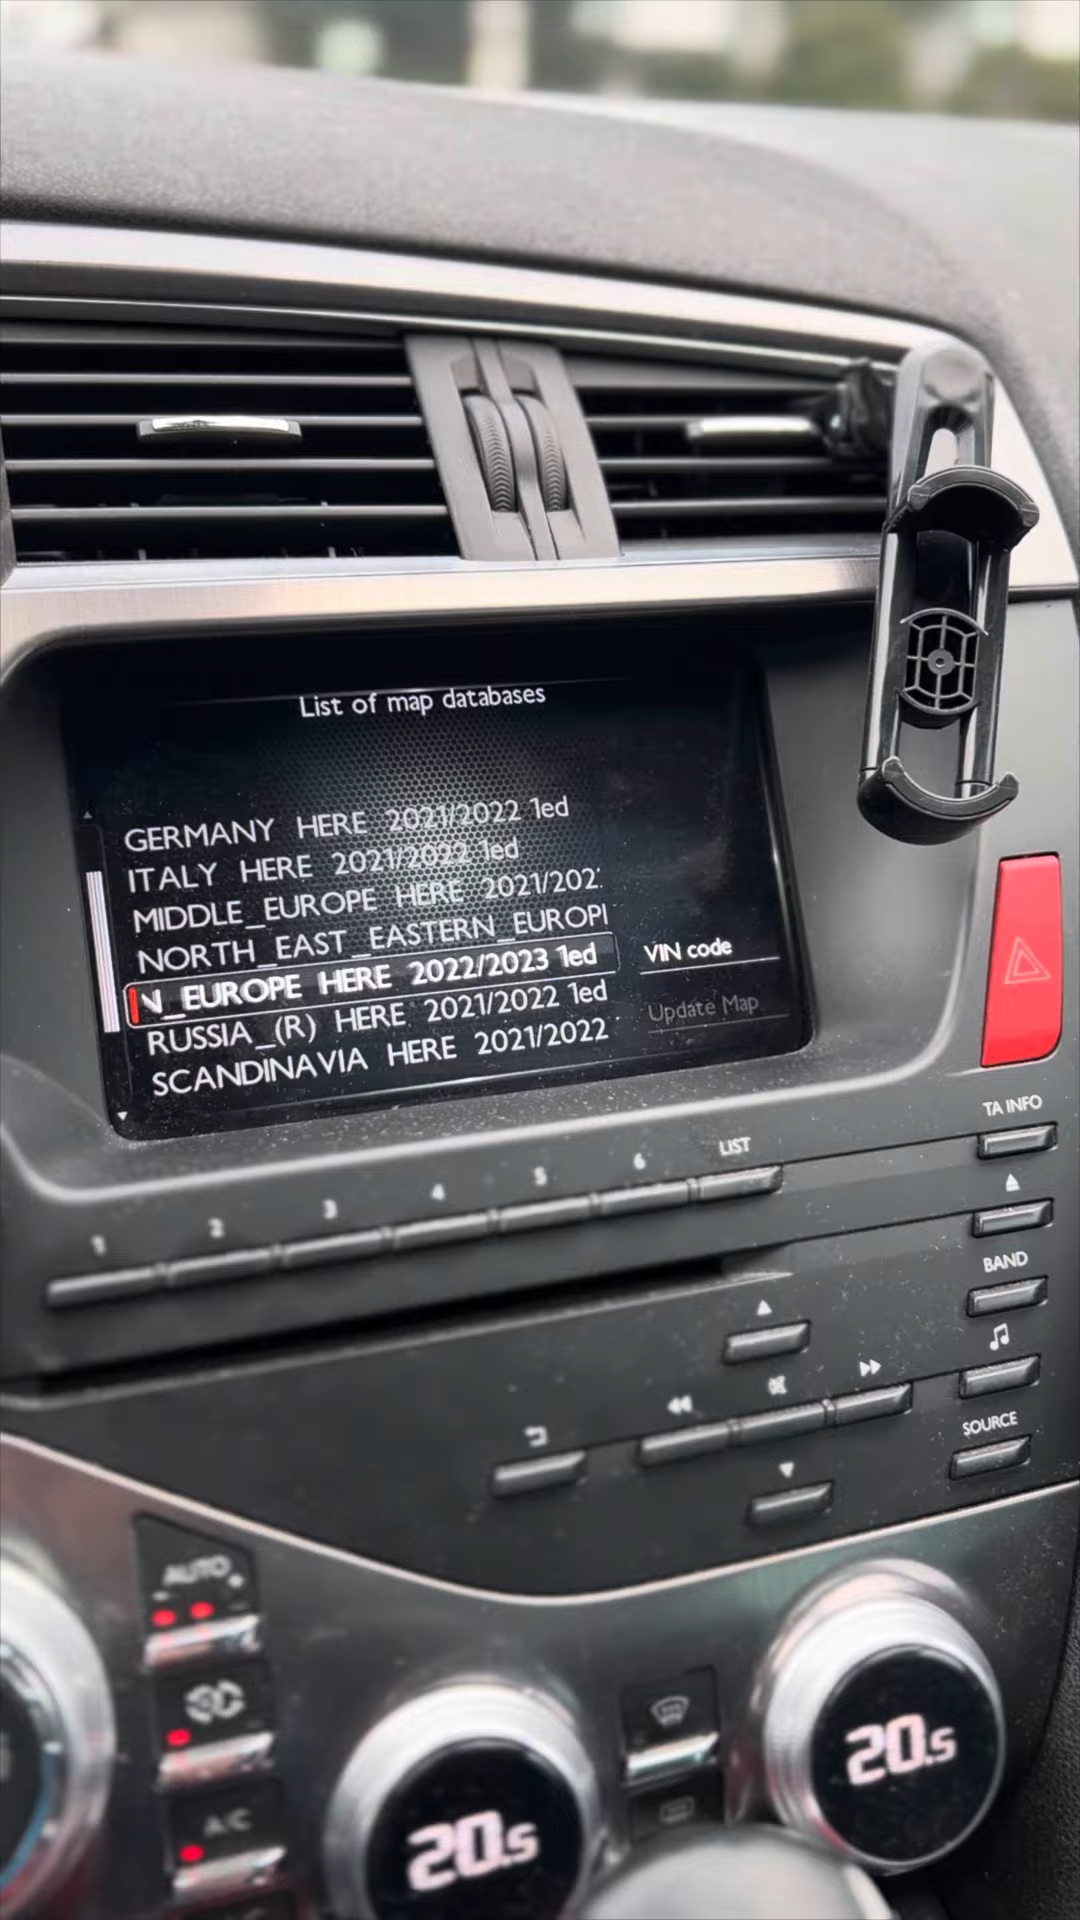 List of map databases
GERMANY HERE 2021/2022 1ed
ITALY HERE 2021/2022 1ed
MIDDLE_EUROPE HERE 2021/202
NORTH_EAST_EASTERN_EUROP
N_EUROPE HERE 2022/2023 1ed
VIN code
RUSSIA_(R) HERE 2021/2022 1ed
Update Map
SCANDINAVIA HERE 2021/2022
TA INFO
1 2 3 4 5 6 LIST
BAND
SOURCE
AUTO
A/C
20.5
20.5